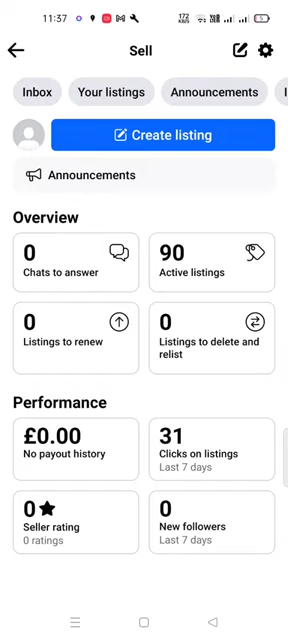 11:37
172 KB/S
Sell
Inbox
Your listings
Announcements
Create listing
Announcements
Overview
0
Chats to answer
90
Active listings
0
Listings to renew
0
Listings to delete and
relist
Performance
£0.00
No payout history
31
Clicks on listings
Last 7 days
0
Seller rating
0 ratings
0
New followers
Last 7 days